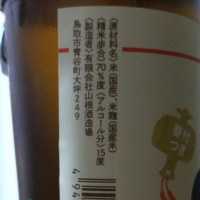 〈原材料名〉米(国産)、米麹(国産米)
〈精米歩合〉70%〈アルコール分〉15度
〈製造者〉有限会社山根酒造場
鳥取市青谷町大坪249
4 94